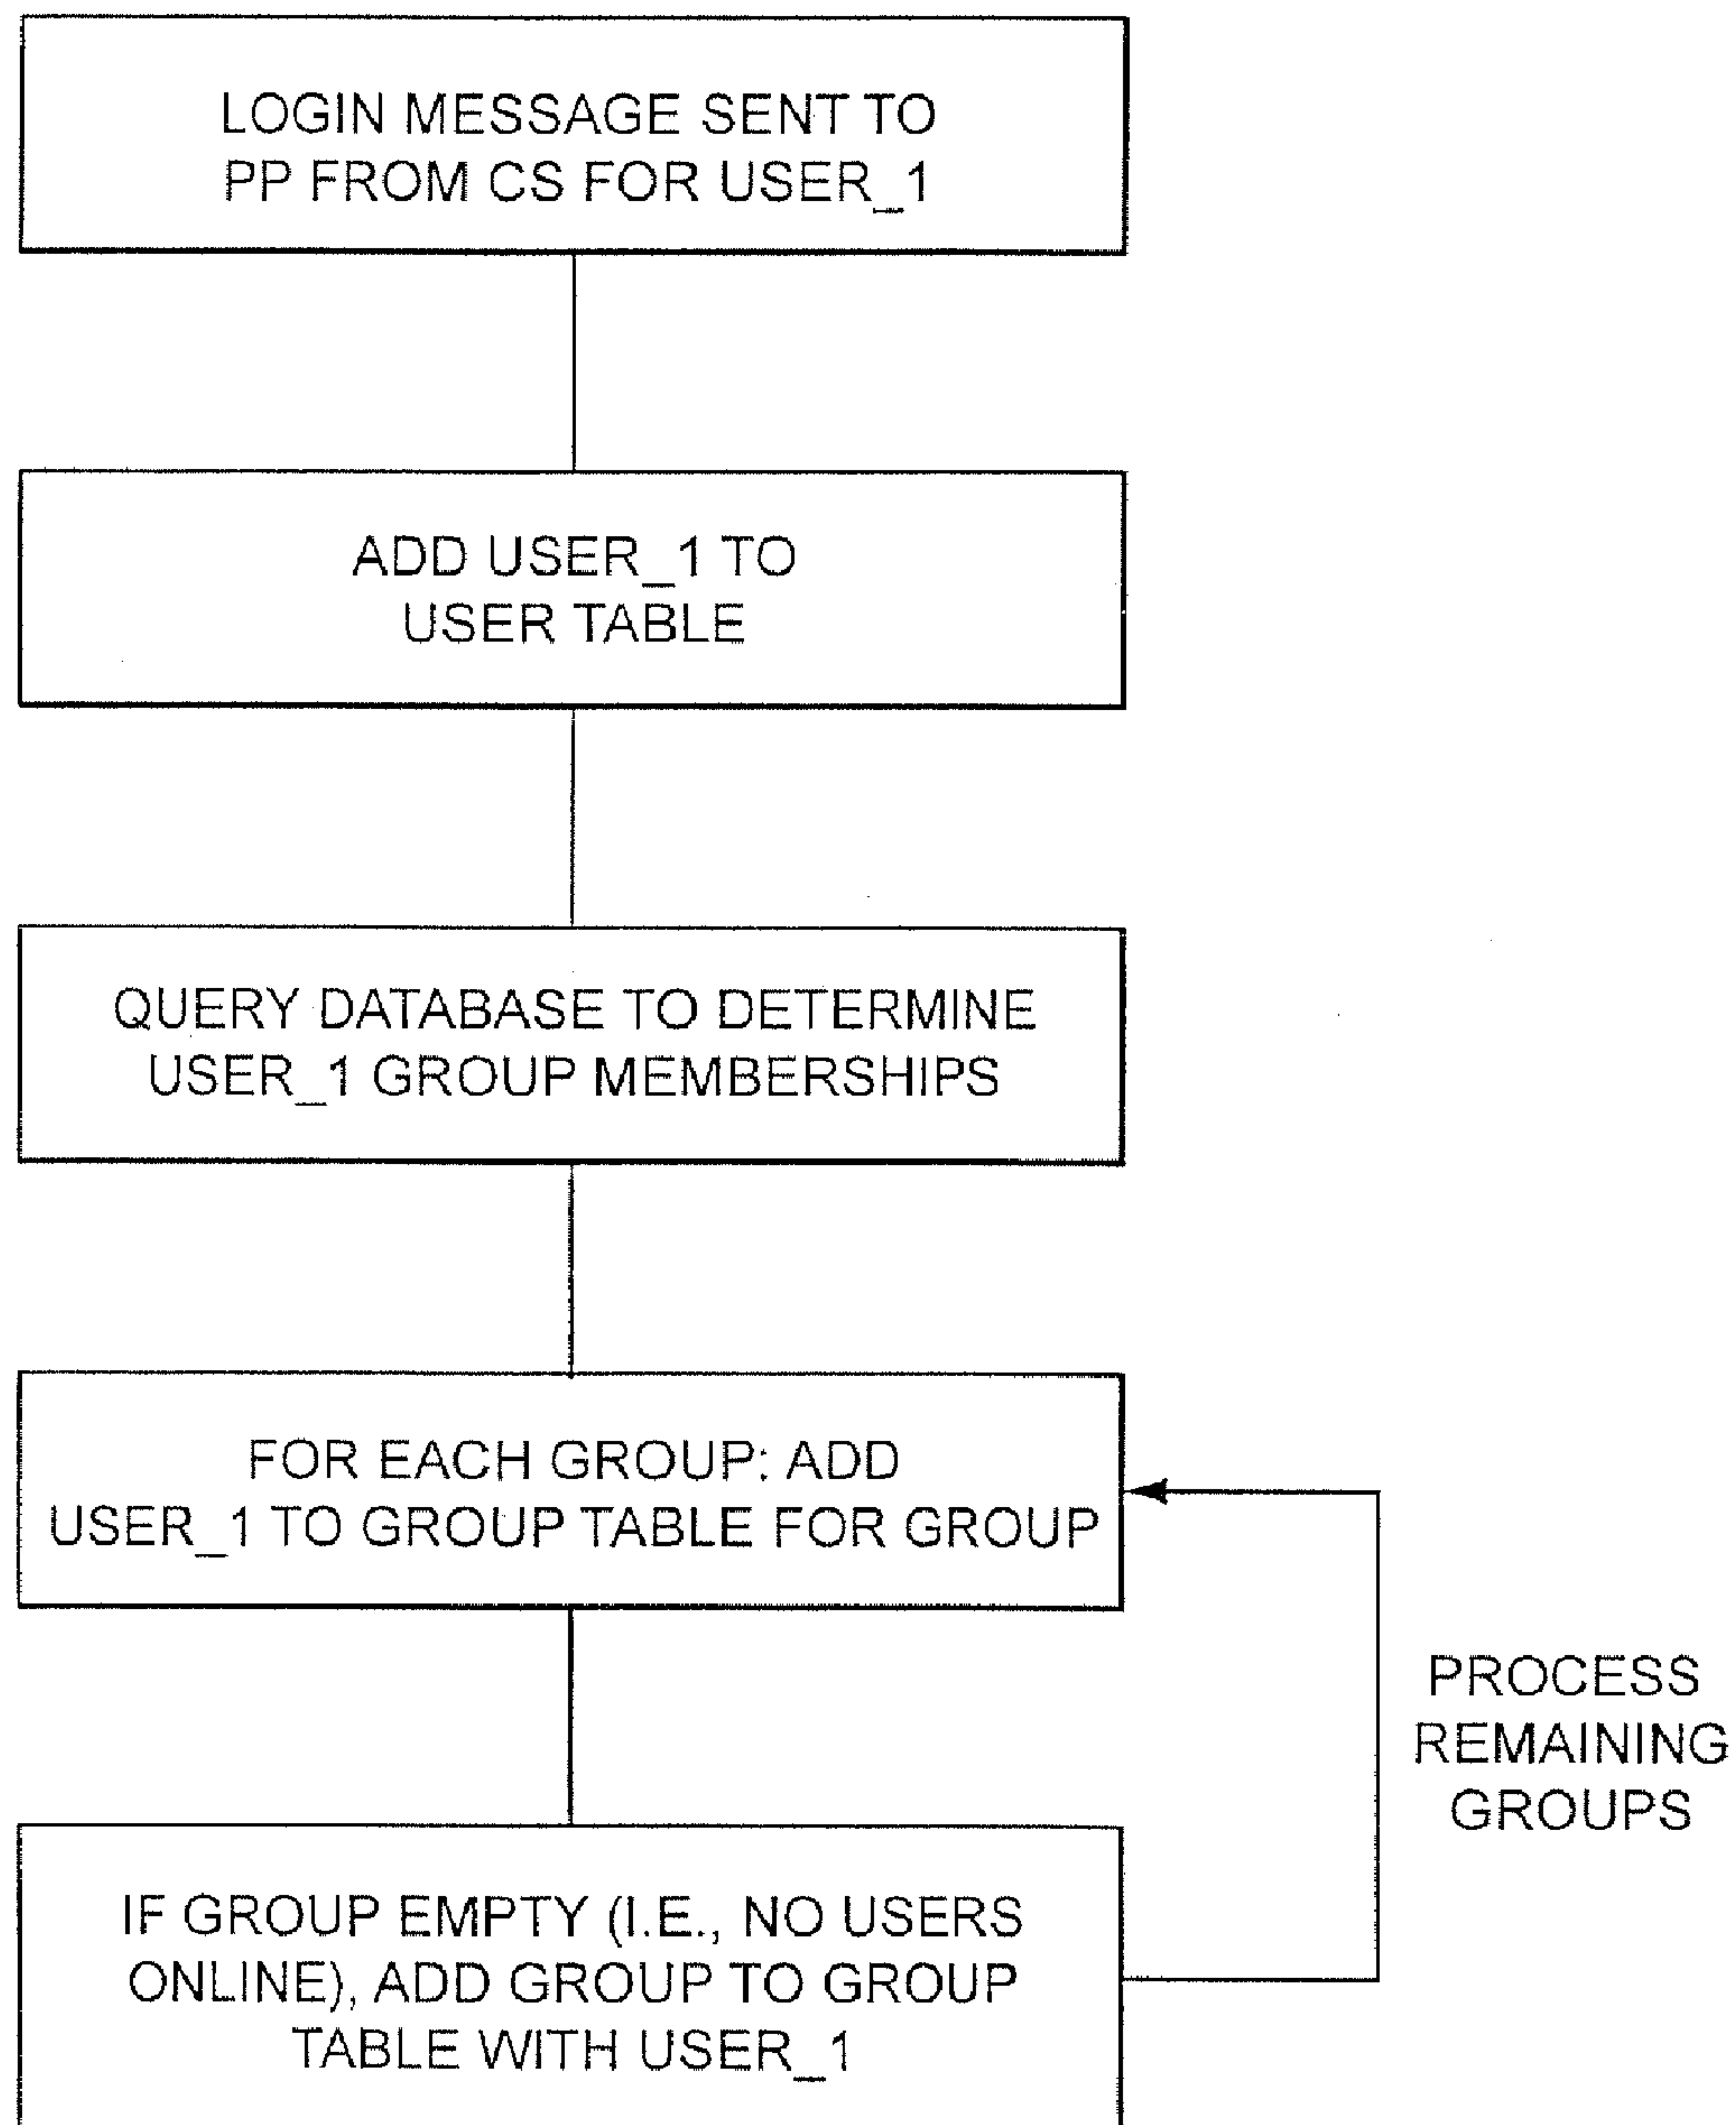 LOGIN MESSAGE SENT TO
PP FROM CS FOR USER_1
ADD USER_1 TO
USER TABLE
QUERY DATABASE TO DETERMINE
USER_1 GROUP MEMBERSHIPS
FOR EACH GROUP: ADD
USER_1 TO GROUP TABLE FOR GROUP
PROCESS
REMAINING
GROUPS
IF GROUP EMPTY (I.E., NO USERS
ONLINE), ADD GROUP TO GROUP
TABLE WITH USER_1